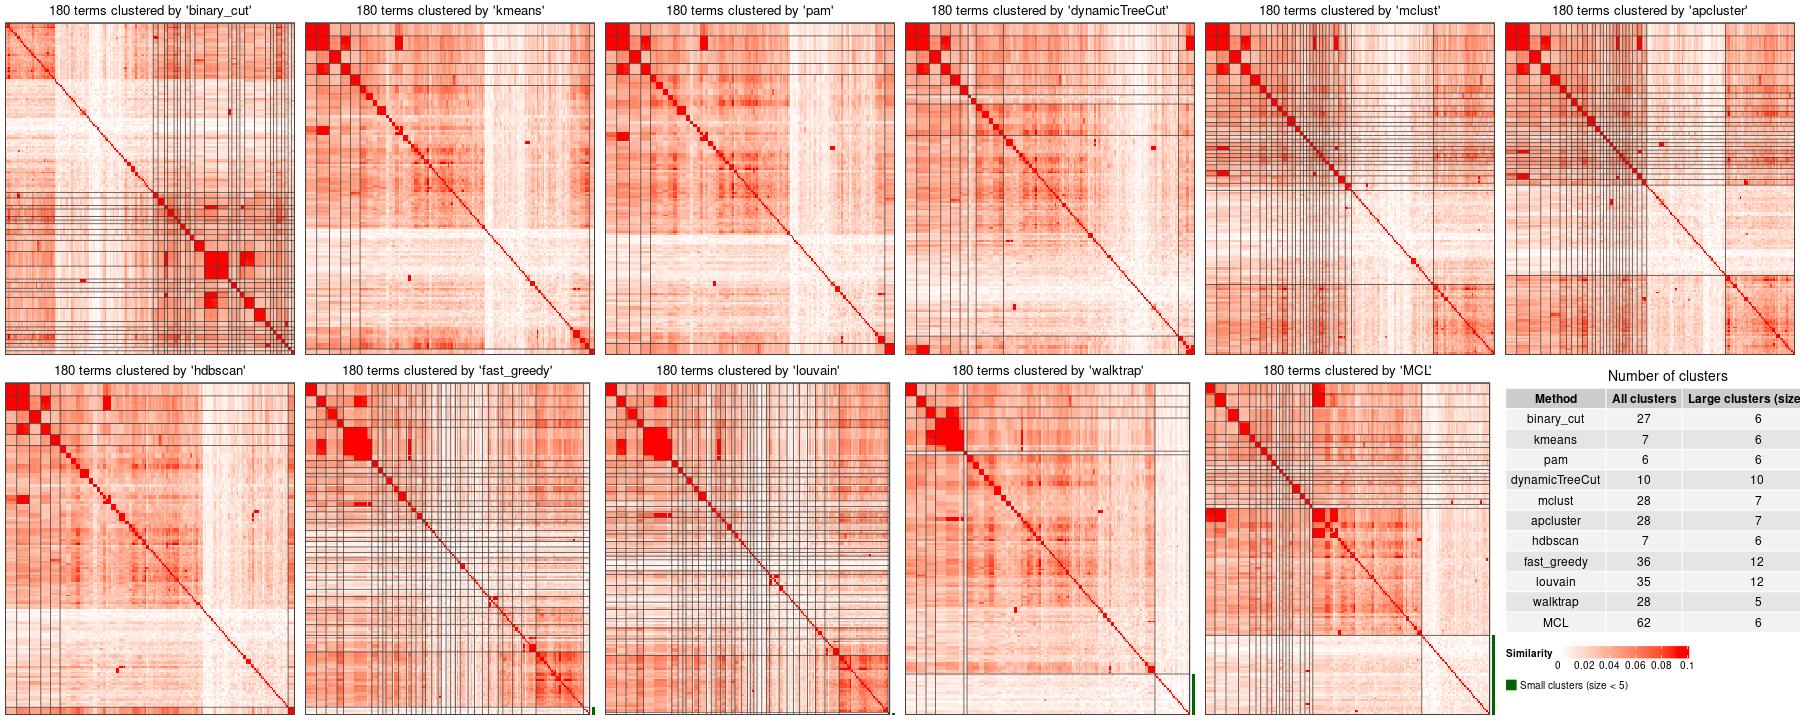 180 terms clustered by 'binary_cut'
180 terms clustered by 'kmeans'
180 terms clustered by 'pam'
180 terms clustered by 'dynamicTreeCut'
180 terms clustered by 'mclust'
180 terms clustered by 'apcluster'
180 terms clustered by 'hdbscan'
180 terms clustered by 'fast_greedy'
180 terms clustered by 'louvain'
180 terms clustered by 'walktrap'
180 terms clustered by 'MCL'
Number of clusters
Method All clusters Large clusters (size
binary_cut 27 6
kmeans 7 6
pam 6 6
dynamicTreeCut 10 10
mclust 28 7
apcluster 28 7
hdbscan 7 6
fast_greedy 36 12
louvain 35 12
walktrap 28 5
MCL 62 6
Similarity
0 0.02 0.04 0.06 0.08 0.1
Small clusters (size < 5)